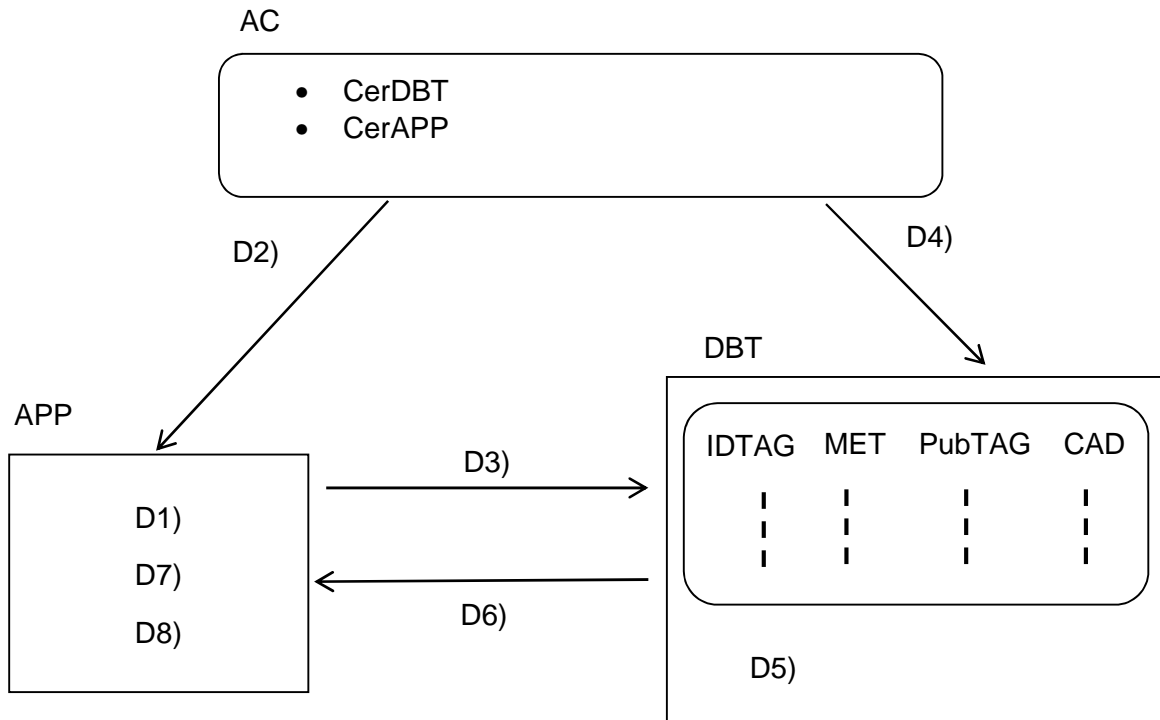 AC
• CerDBT
• CerAPP
D2)
D4)
DBT
APP
IDTAG MET PubTAG CAD
D3)
D1)
D7)
D6)
D8)
D5)